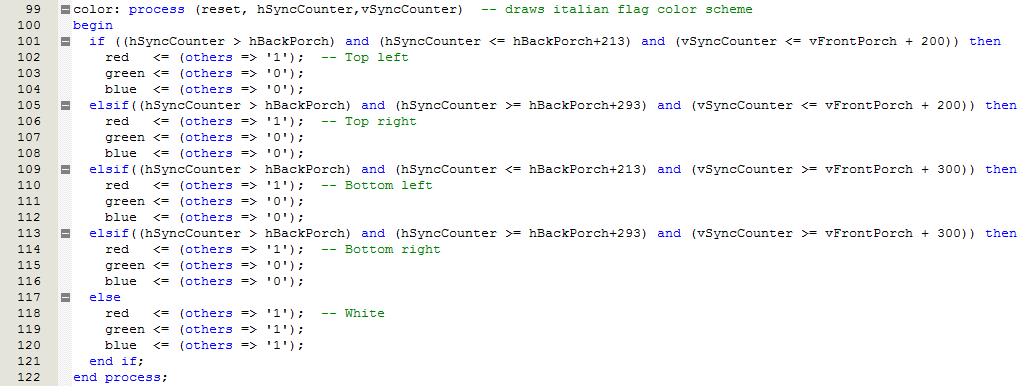 99 color: process (reset, hSyncCounter,vSyncCounter)  -- draws italian flag color scheme
100 begin
101   if ((hSyncCounter > hBackPorch) and (hSyncCounter <= hBackPorch+213) and (vSyncCounter <= vFrontPorch + 200)) then
102     red   <= (others => '1');  -- Top left
103     green <= (others => '0');
104     blue  <= (others => '0');
105   elsif((hSyncCounter > hBackPorch) and (hSyncCounter >= hBackPorch+293) and (vSyncCounter <= vFrontPorch + 200)) then
106     red   <= (others => '1');  -- Top right
107     green <= (others => '0');
108     blue  <= (others => '0');
109   elsif((hSyncCounter > hBackPorch) and (hSyncCounter <= hBackPorch+213) and (vSyncCounter >= vFrontPorch + 300)) then
110     red   <= (others => '1');  -- Bottom left
111     green <= (others => '0');
112     blue  <= (others => '0');
113   elsif((hSyncCounter > hBackPorch) and (hSyncCounter >= hBackPorch+293) and (vSyncCounter >= vFrontPorch + 300)) then
114     red   <= (others => '1');  -- Bottom right
115     green <= (others => '0');
116     blue  <= (others => '0');
117   else
118     red   <= (others => '1');  -- White
119     green <= (others => '1');
120     blue  <= (others => '1');
121   end if;
122 end process;